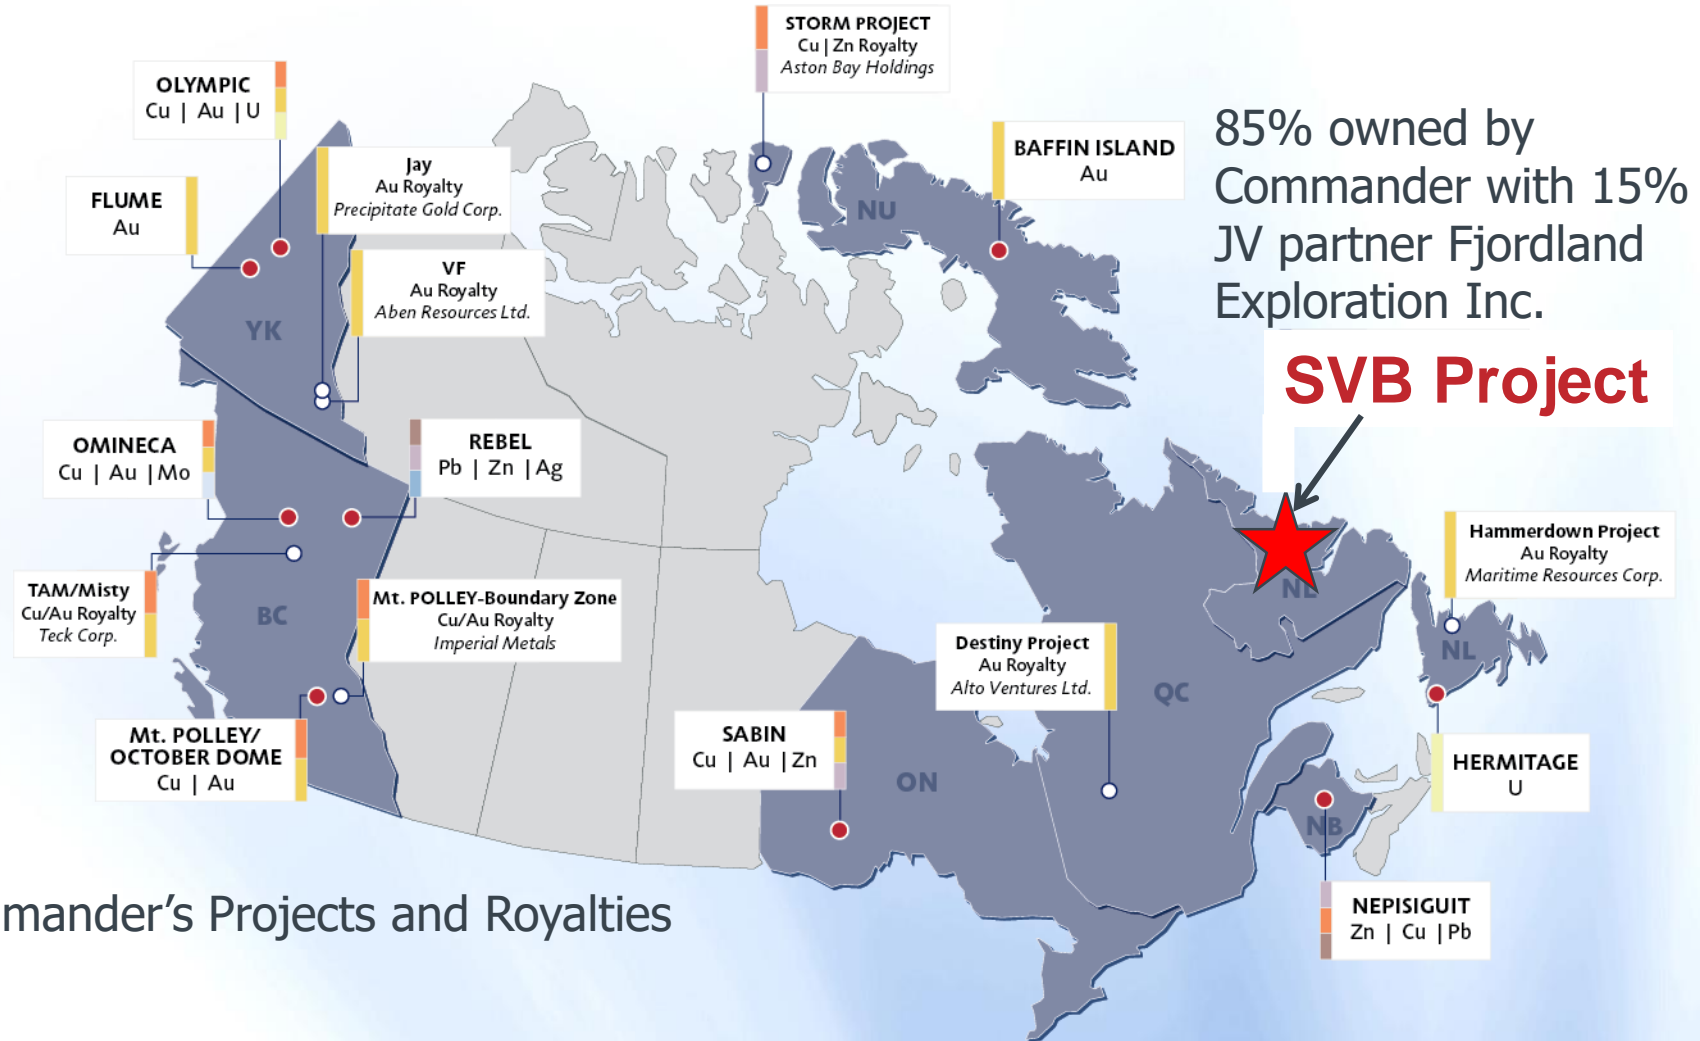 STORM PROJECT
Cu | Zn Royalty
Aston Bay Holdings
OLYMPIC
Cu | Au | U
85% owned by
Commander with 15%
JV partner Fjordland
Exploration Inc.
BAFFIN ISLAND
Au
Jay
Au Royalty
Precipitate Gold Corp.
FLUME
Au
NU
VF
Au Royalty
Aben Resources Ltd.
YK
SVB Project
OMINECA
Cu | Au | Mo
REBEL
Pb | Zn | Ag
Hammerdown Project
Au Royalty
Maritime Resources Corp.
TAM/Misty
Cu/Au Royalty
Teck Corp.
BC
Mt. POLLEY-Boundary Zone
Cu/Au Royalty
Imperial Metals
NL
Destiny Project
Au Royalty
Alto Ventures Ltd.
NL
QC
Mt. POLLEY/
OCTOBER DOME
Cu | Au
SABIN
Cu | Au | Zn
ON
HERMITAGE
U
NB
mander’s Projects and Royalties
NEPISIGUIT
Zn | Cu | Pb